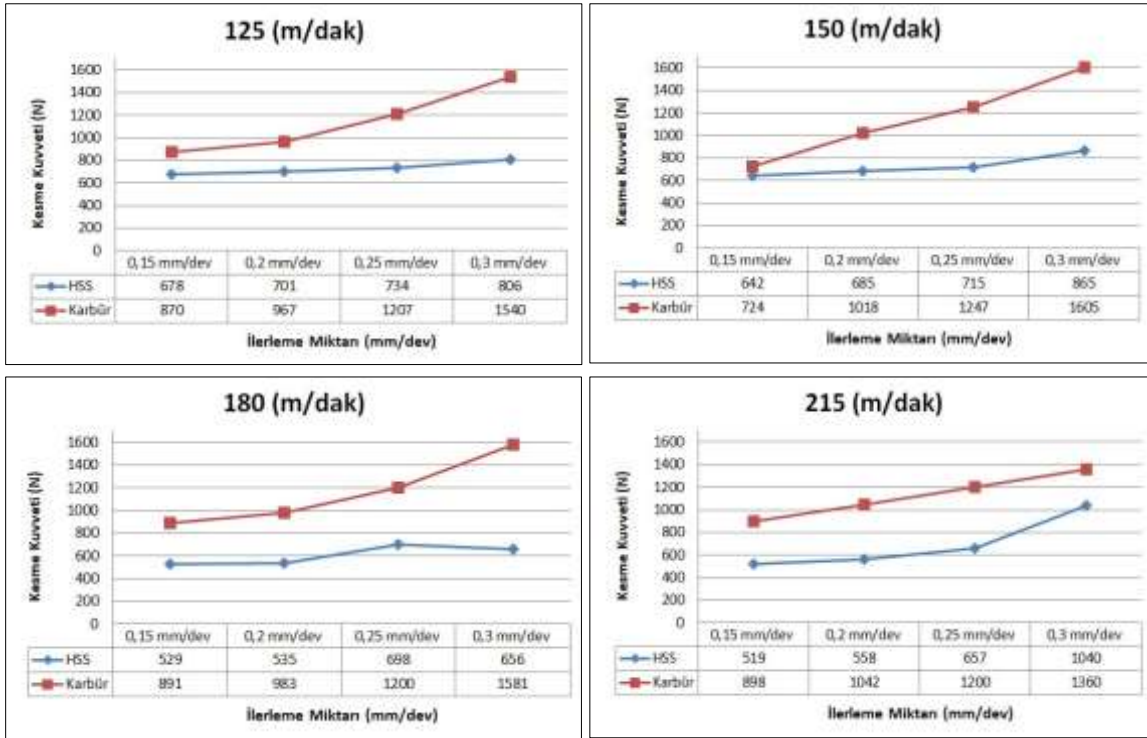 125 (m/dak)
Kesme Kuvveti (N)
1600
1400
1200
1000
800
600
400
200
0
0,15 mm/dev 0,2 mm/dev 0,25 mm/dev 0,3 mm/dev
HSS 678 701 734 806
Karbür 870 967 1207 1540
İlerleme Miktarı (mm/dev)
150 (m/dak)
Kesme Kuvveti (N)
1600
1400
1200
1000
800
600
400
200
0
0,15 mm/dev 0,2 mm/dev 0,25 mm/dev 0,3 mm/dev
HSS 642 685 715 865
Karbür 724 1018 1247 1605
İlerleme Miktarı (mm/dev)
180 (m/dak)
Kesme Kuvveti (N)
1600
1400
1200
1000
800
600
400
200
0
0,15 mm/dev 0,2 mm/dev 0,25 mm/dev 0,3 mm/dev
HSS 529 535 698 656
Karbür 891 983 1200 1581
İlerleme Miktarı (mm/dev)
215 (m/dak)
Kesme Kuvveti (N)
1600
1400
1200
1000
800
600
400
200
0
0,15 mm/dev 0,2 mm/dev 0,25 mm/dev 0,3 mm/dev
HSS 519 558 657 1040
Karbür 898 1042 1200 1360
İlerleme Miktarı (mm/dev)